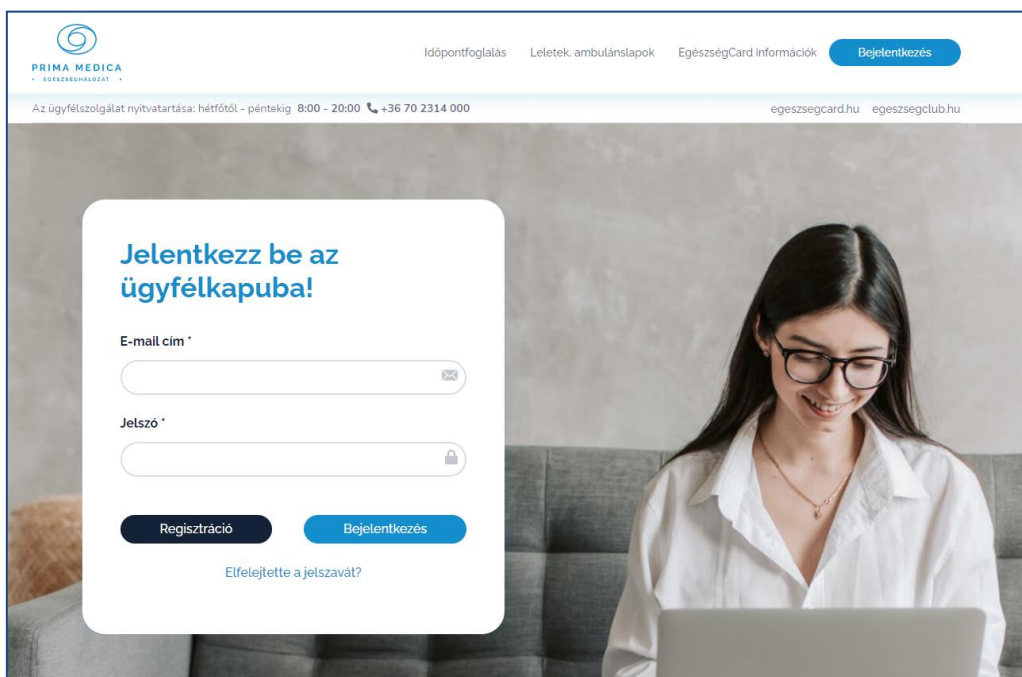 PRIMA MEDICA
• EGÉSZSÉGHÁLÓZAT •
Időpontfoglalás Leletek, ambulánslapok EgészségCard információk Bejelentkezés
Az ügyfélszolgálat nyitvatartása: hétfőtől - péntekig 8:00 - 20:00 +36 70 2314 000
egeszsegcard.hu egeszsegclub.hu
Jelentkezz be az
ügyfélkapuba!
E-mail cím *
Jelszó *
Regisztráció Bejelentkezés
Elfelejtette a jelszavát?